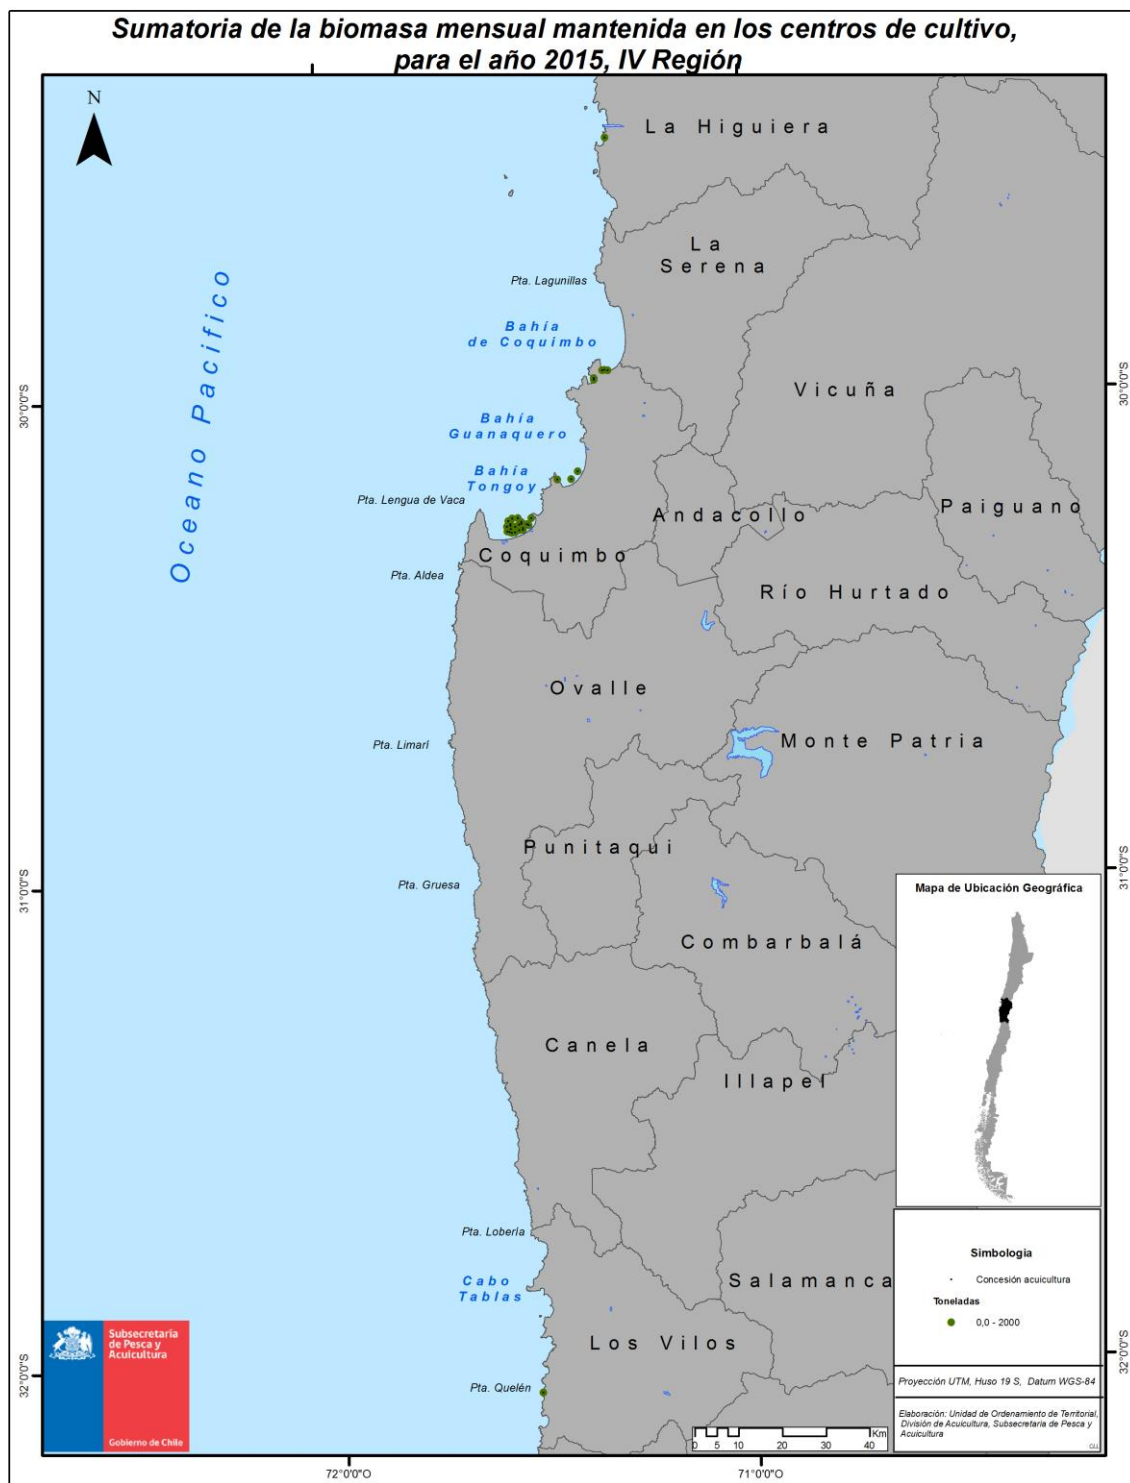 Sumatoria de la biomasa mensual mantenida en los centros de cultivo,
para el año 2015, IV Región
N
La Higuiera
La
Serena
Pta. Lagunillas
Bahía
de Coquimbo
Oceano Pacifico
Vicuña
30°0'0"S
30°0'0"S
Bahía
Guanaquero
Bahía
Tongoy
Pta. Lengua de Vaca
Andacollo
Paiguano
Coquimbo
Pta. Aldea
Río Hurtado
Ovalle
Pta. Limarí
Monte Patria
Punitaqui
Pta. Gruesa
31°0'0"S
31°0'0"S
Mapa de Ubicación Geográfica
Combarbalá
Canela
Illapel
Pta. Lobería
Cabo
Tablas
Salamanca
Simbologia
Concesión acuicultura
Toneladas
0,0 - 2000
Los Vilos
Pta. Quelén
32°0'0"S
32°0'0"S
Proyección UTM, Huso 19 S, Datum WGS-84
Elaboración: Unidad de Ordenamiento de Territorial,
División de Acuicultura, Subsecretaria de Pesca y
Acuicultura
Subsecretaría
de Pesca y
Acuicultura
Gobierno de Chile
Km
0 5 10 20 30 40
72°0'0"O
71°0'0"O